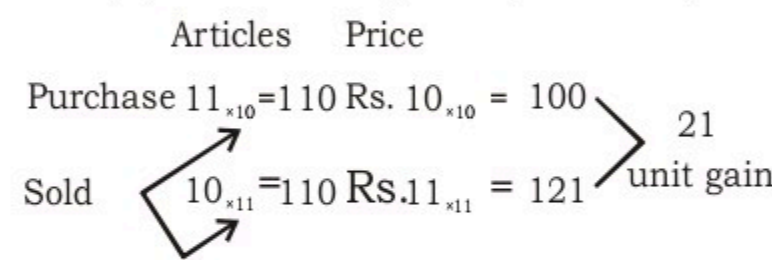 Articles Price
Purchase 11 ×10 =110 Rs. 10 ×10 = 100
21
unit gain
Sold 10 ×11 =110 Rs.11 ×11 = 121